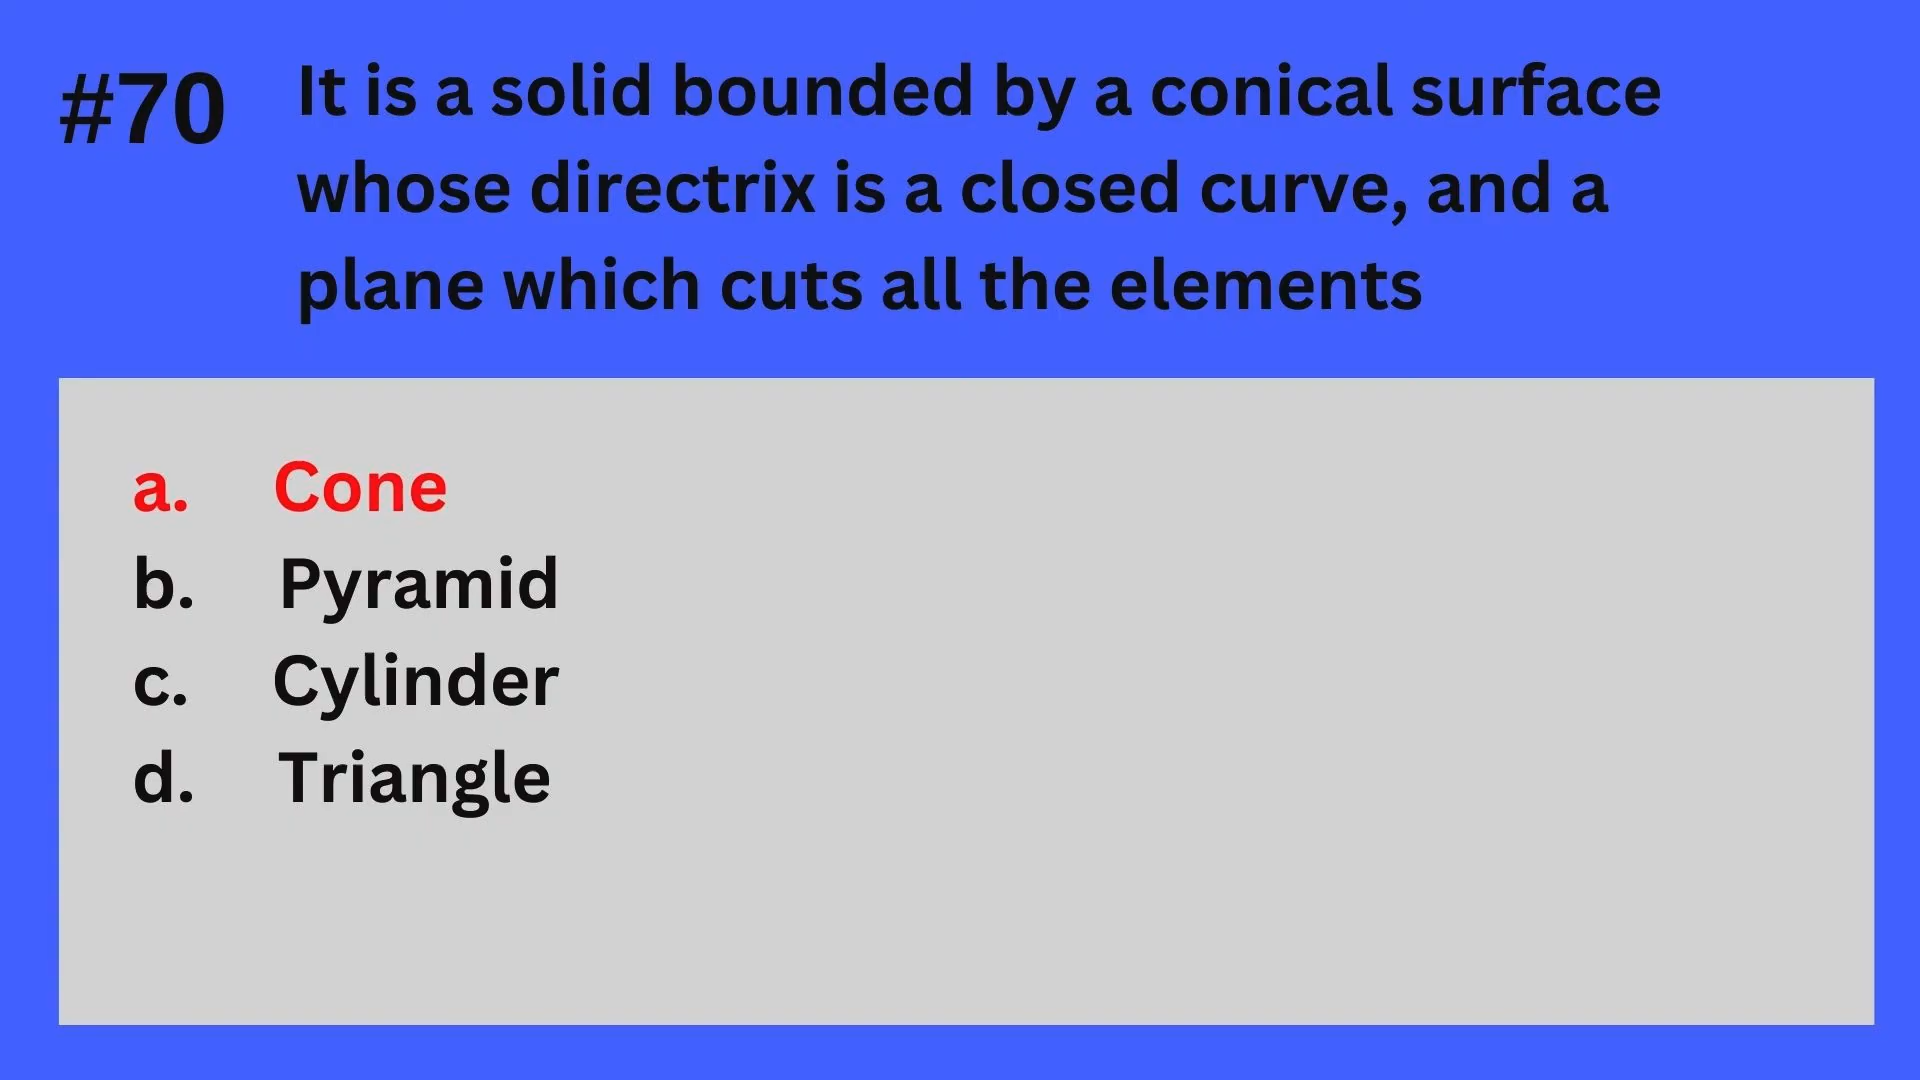 #70
It is a solid bounded by a conical surface
whose directrix is a closed curve, and a
plane which cuts all the elements
a. Cone
b. Pyramid
c. Cylinder
d. Triangle